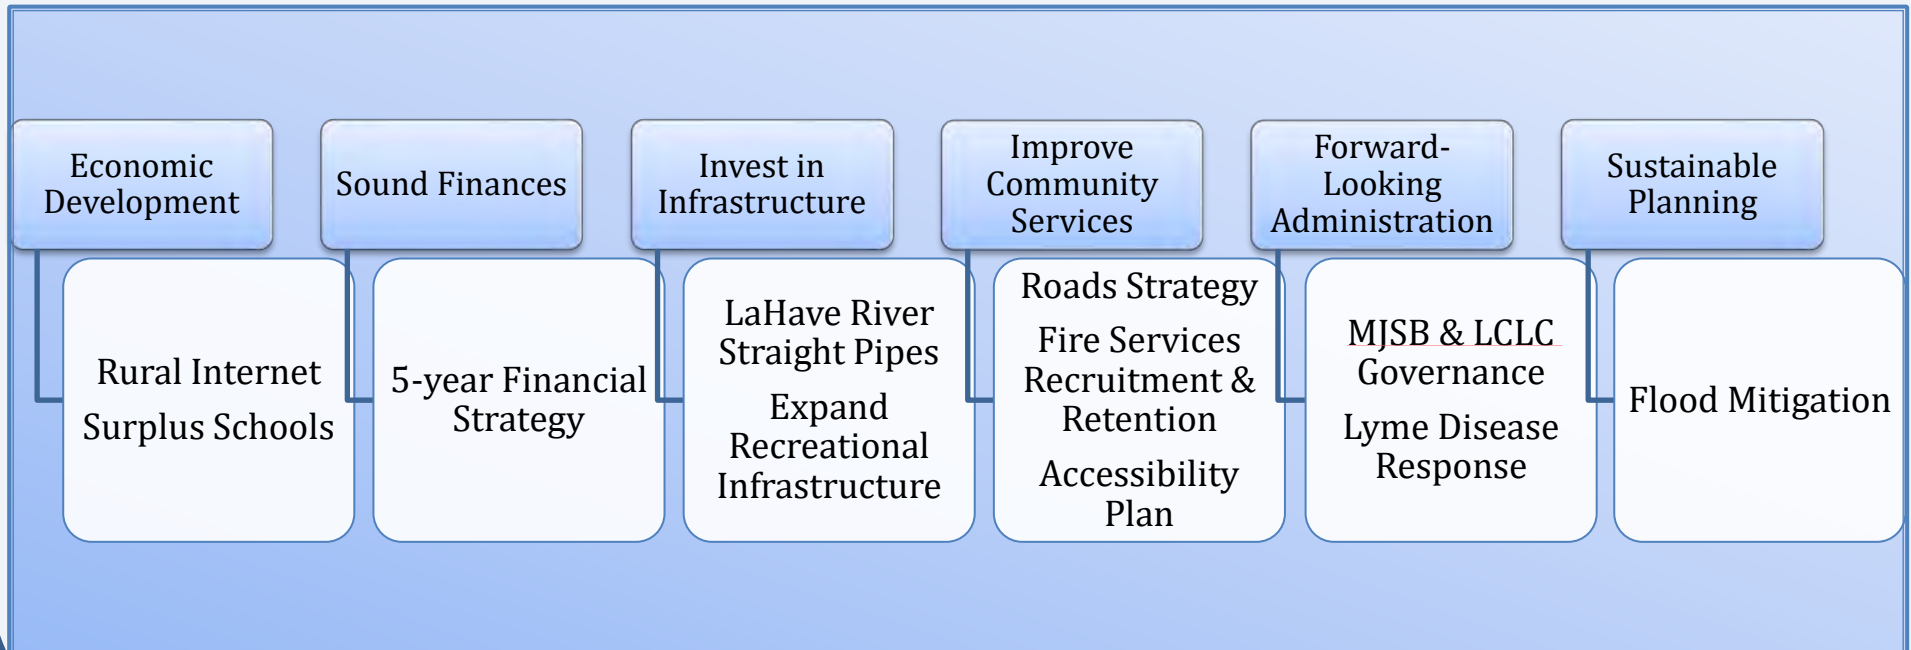 Economic
Development
Rural Internet
Surplus Schools
Sound Finances
5-year Financial
Strategy
Invest in
Infrastructure
LaHave River
Straight Pipes
Expand
Recreational
Infrastructure
Improve
Community
Services
Roads Strategy
Fire Services
Recruitment &
Retention
Accessibility
Plan
Forward-
Looking
Administration
MJSB & LCLC
Governance
Lyme Disease
Response
Sustainable
Planning
Flood Mitigation